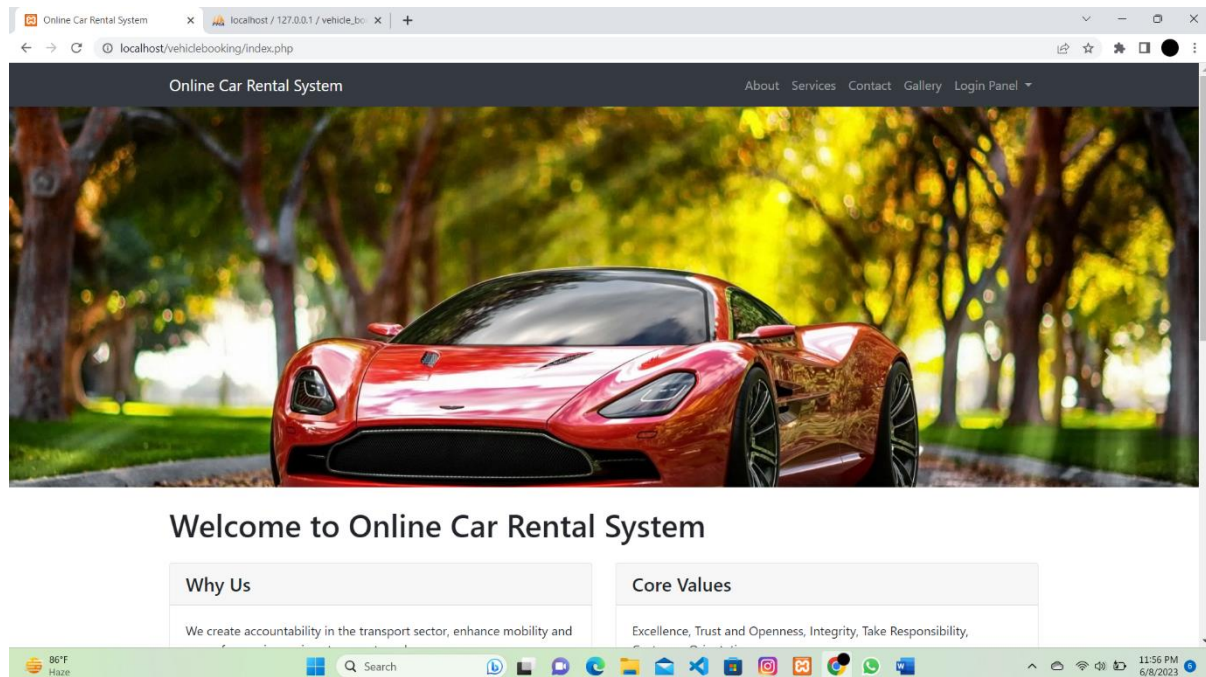 Online Car Rental System
localhost / 127.0.0.1 / vehicle_bo
localhost/vehiclebooking/index.php
Online Car Rental System
About Services Contact Gallery Login Panel
Welcome to Online Car Rental System
Why Us
We create accountability in the transport sector, enhance mobility and
Core Values
Excellence, Trust and Openness, Integrity, Take Responsibility,
86°F
Haze
Search
11:56 PM
6/8/2023
6